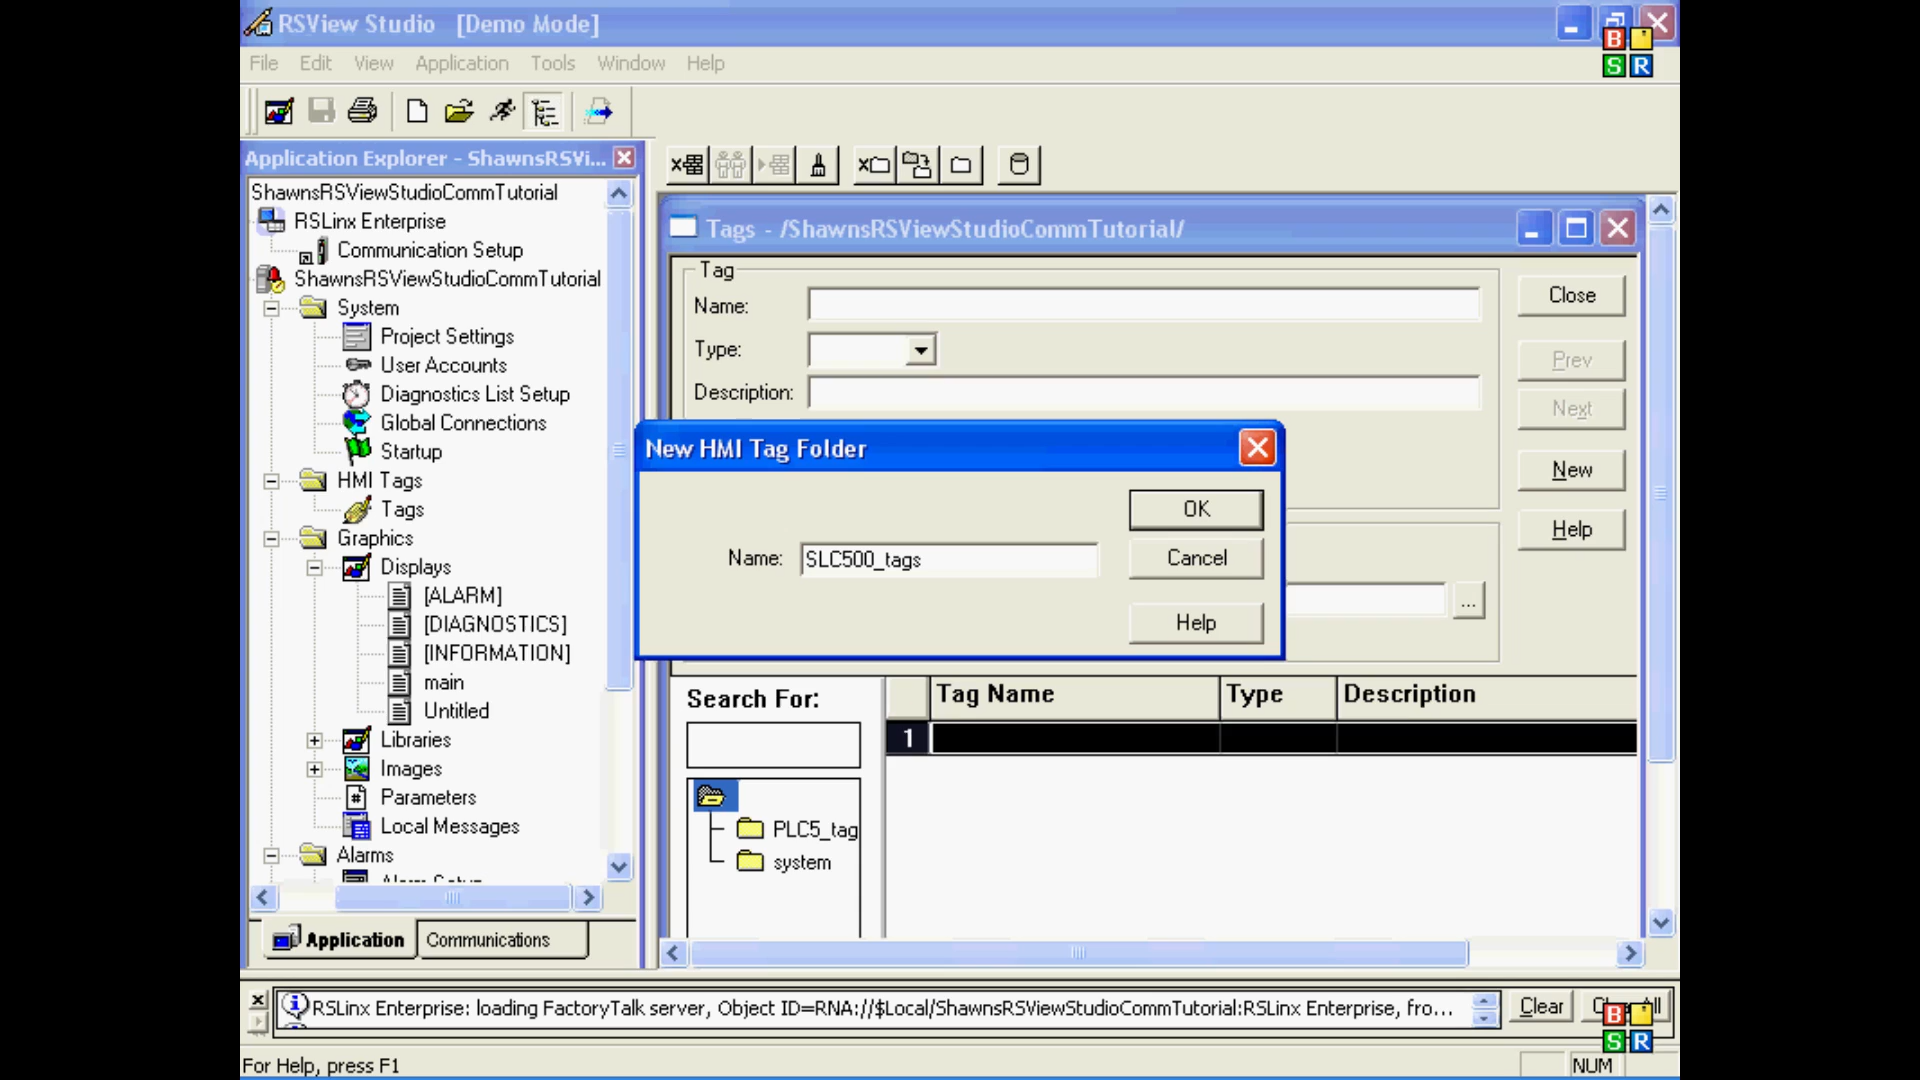 RSView Studio [Demo Mode]
File Edit View Application Tools Window Help
B
S R
Application Explorer - ShawnsRSVi...
ShawnsRSViewStudioCommTutorial
RSLinx Enterprise
Communication Setup
ShawnsRSViewStudioCommTutorial
System
Project Settings
User Accounts
Diagnostics List Setup
Global Connections
Startup
HMI Tags
Tags
Graphics
Displays
[ALARM]
[DIAGNOSTICS]
[INFORMATION]
main
Untitled
Libraries
Images
Parameters
Local Messages
Alarms
Alarm Setup
Application Communications
Tags - /ShawnsRSViewStudioCommTutorial/
Tag
Name:
Type:
Description:
Close
Prev
Next
New
Help
...
New HMI Tag Folder
Name: SLC500_tags
OK
Cancel
Help
Search For:
PLC5_tag
system
Tag Name Type Description
1
RSLinx Enterprise: loading FactoryTalk server, Object ID=RNA://$Local/ShawnsRSViewStudioCommTutorial:RSLinx Enterprise, fro...
Clear
B
S R
For Help, press F1
NUM